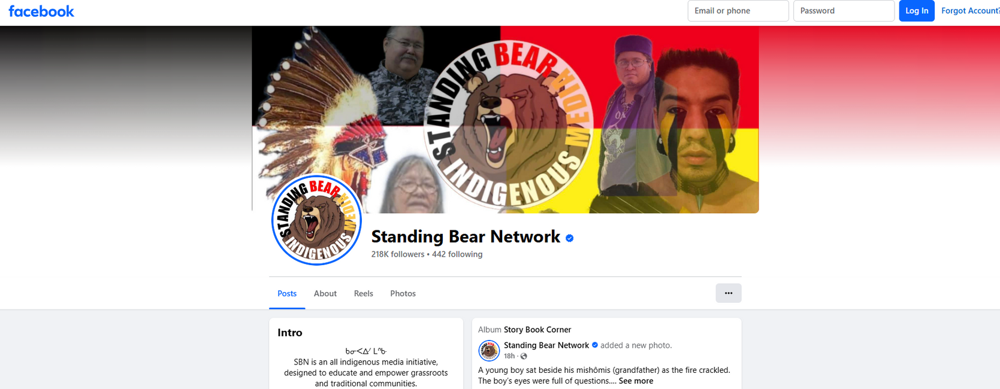 facebook
Email or phone
Password
Log In
Forgot Account?
STANDING BEAR MEDIA INDIGENOUS
STANDING BEAR MEDIA INDIGENOUS
Standing Bear Network
218K followers • 442 following
Posts
About
Reels
Photos
Intro
ᑲᓂᐸᐏᐟ ᒪᐢᑿ
SBN is an all indigenous media initiative,
designed to educate and empower grassroots
and traditional communities.
Album Story Book Corner
Standing Bear Network added a new photo.
18h ·
A young boy sat beside his mishômis (grandfather) as the fire crackled.
The boy’s eyes were full of questions.... See more